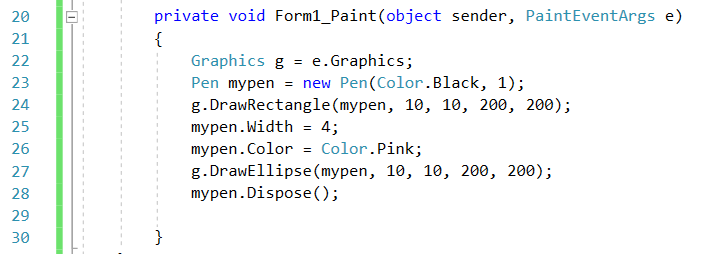 20 private void Form1_Paint(object sender, PaintEventArgs e)
21 {
22 Graphics g = e.Graphics;
23 Pen mypen = new Pen(Color.Black, 1);
24 g.DrawRectangle(mypen, 10, 10, 200, 200);
25 mypen.Width = 4;
26 mypen.Color = Color.Pink;
27 g.DrawEllipse(mypen, 10, 10, 200, 200);
28 mypen.Dispose();
29
30 }